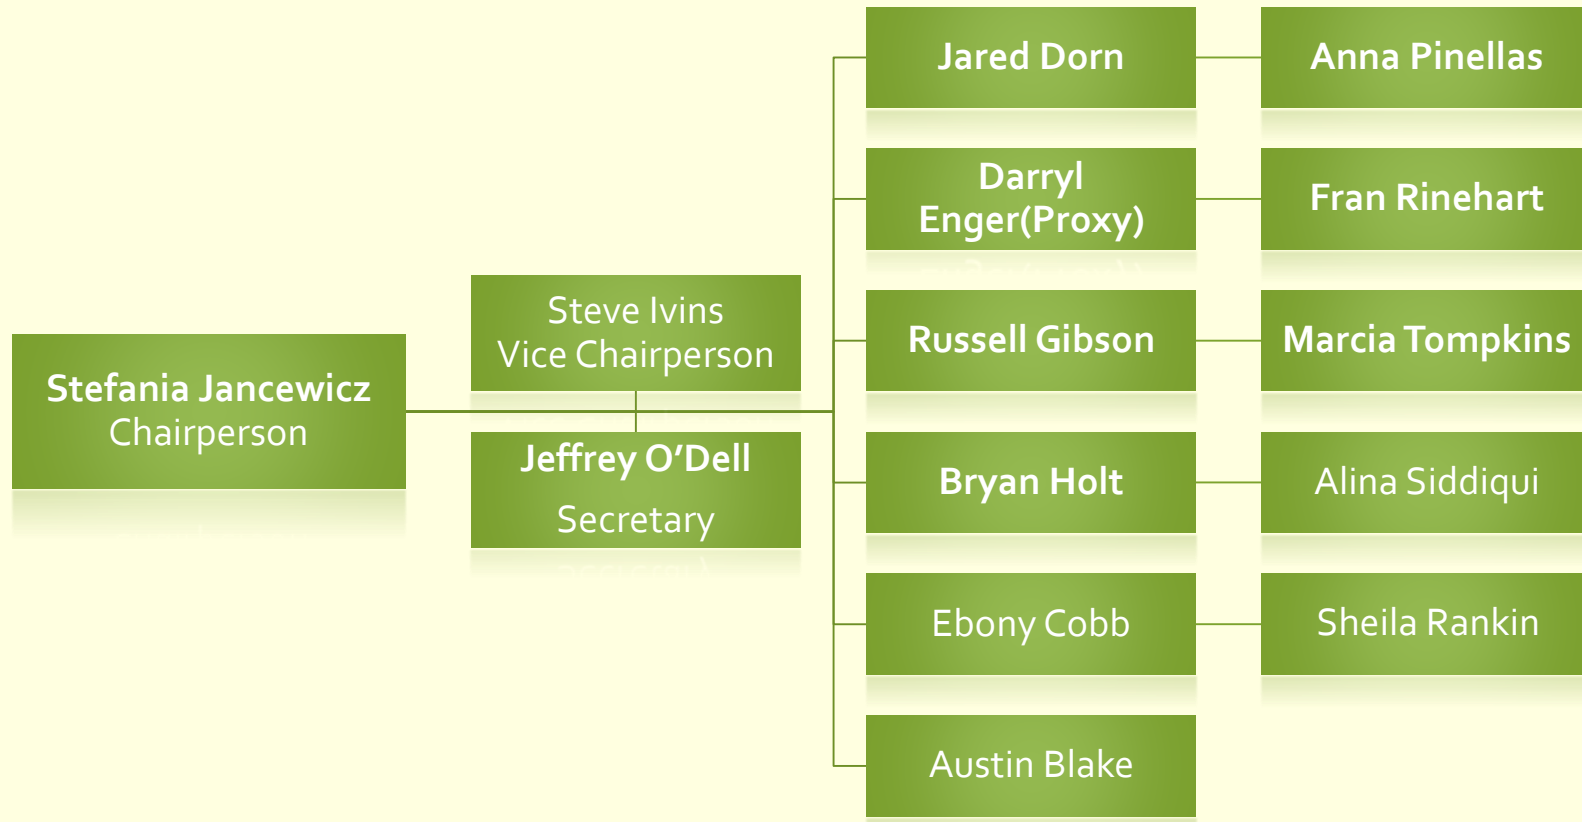 Stefania Jancewicz
Chairperson
Steve Ivins
Vice Chairperson
Jeffrey O’Dell
Secretary
Jared Dorn
Anna Pinellas
Darryl
Enger(Proxy)
Fran Rinehart
Russell Gibson
Marcia Tompkins
Bryan Holt
Alina Siddiqui
Ebony Cobb
Sheila Rankin
Austin Blake